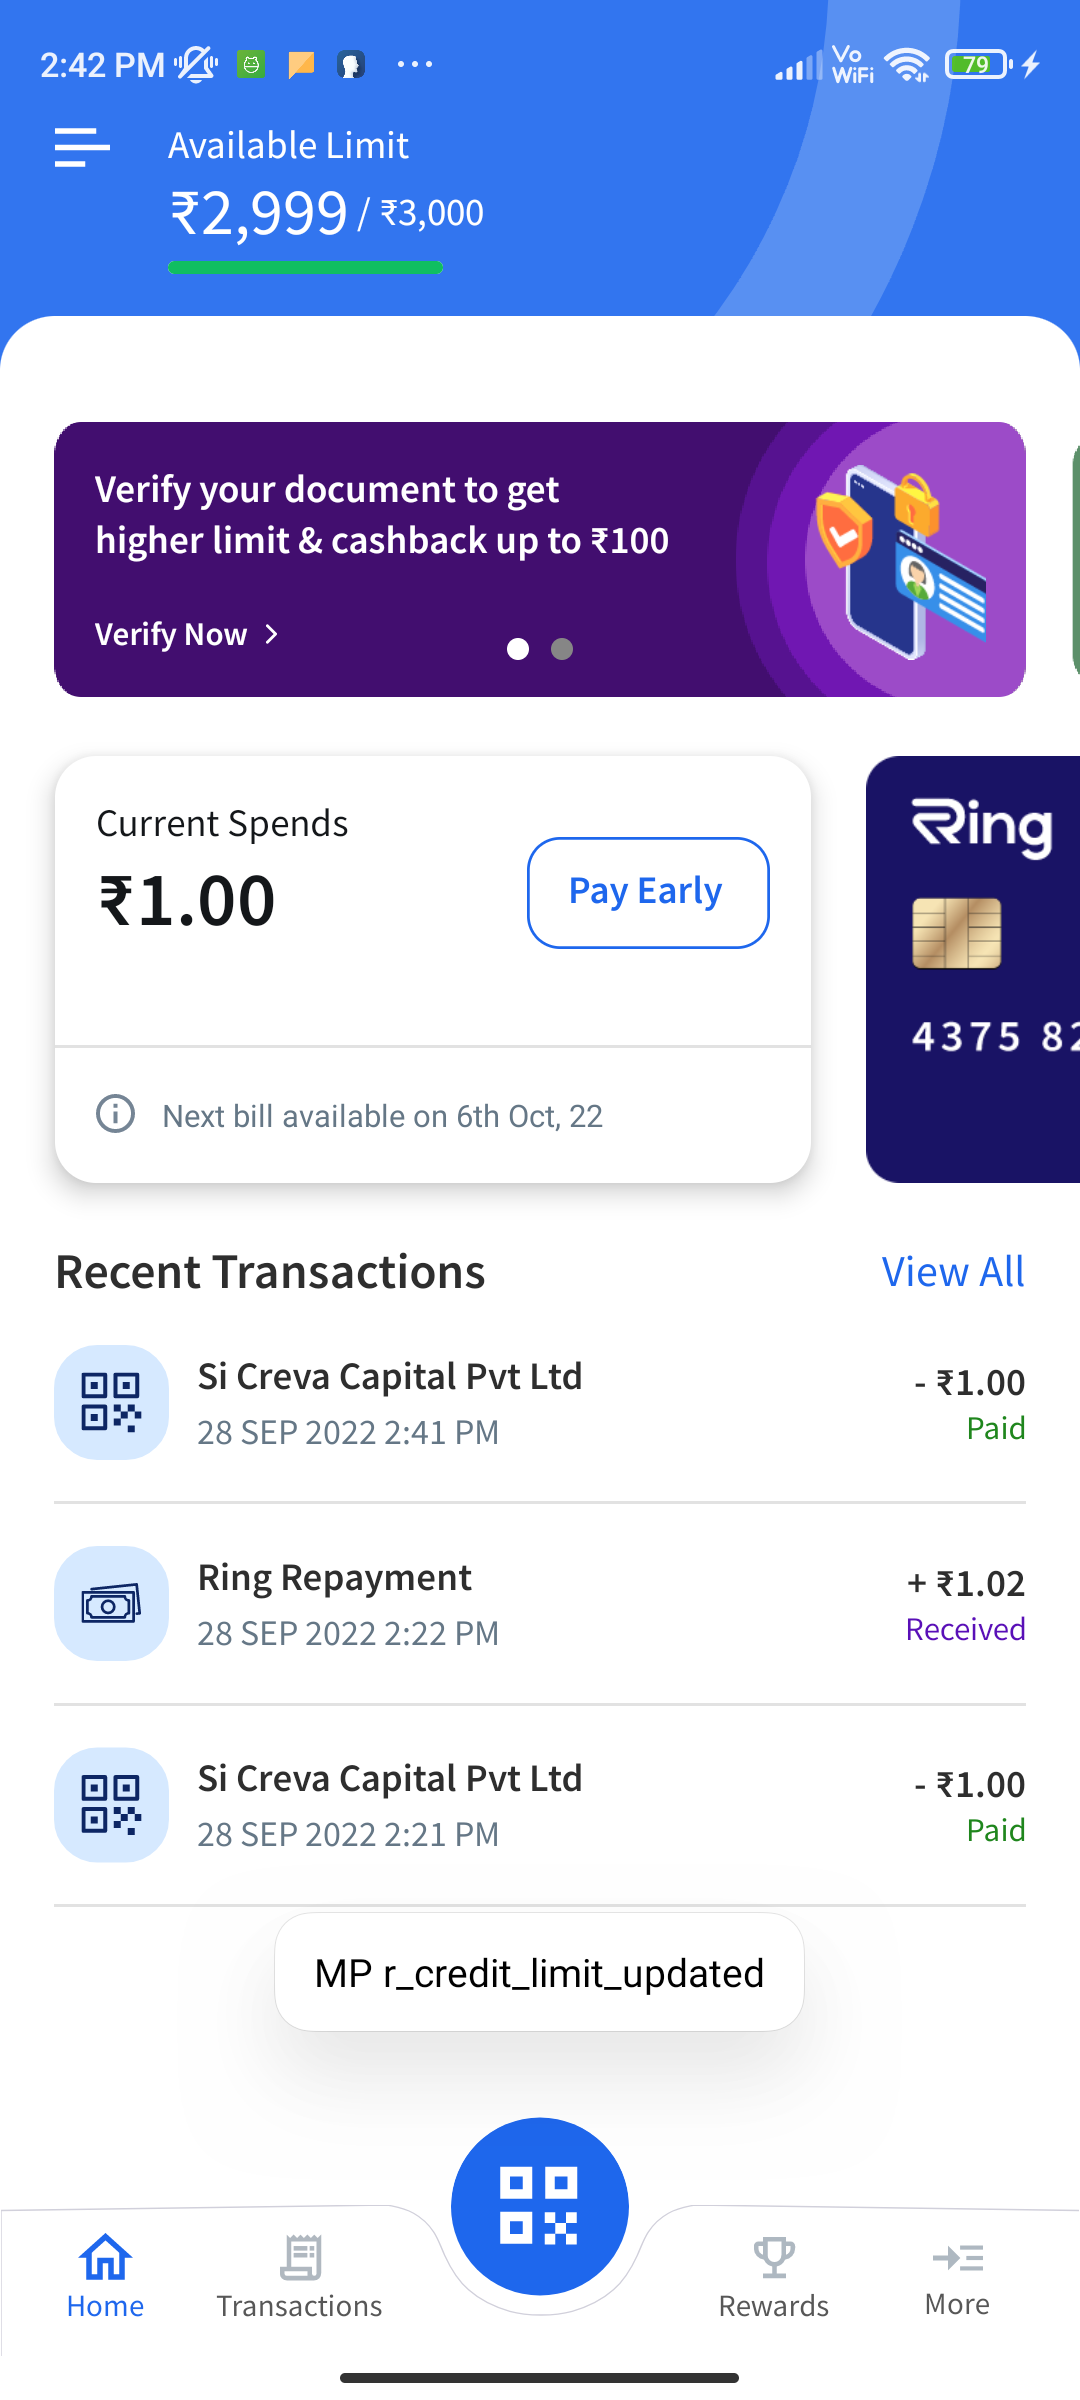 2:42 PM
Vo
WiFi
79
Available Limit
₹2,999 / ₹3,000
Verify your document to get
higher limit & cashback up to ₹100
Verify Now
Current Spends
₹1.00
Pay Early
Next bill available on 6th Oct, 22
Ring
4375 82
Recent Transactions
View All
Si Creva Capital Pvt Ltd
- ₹1.00
28 SEP 2022 2:41 PM
Paid
Ring Repayment
+ ₹1.02
28 SEP 2022 2:22 PM
Received
Si Creva Capital Pvt Ltd
- ₹1.00
28 SEP 2022 2:21 PM
Paid
MP r_credit_limit_updated
Home
Transactions
Rewards
More